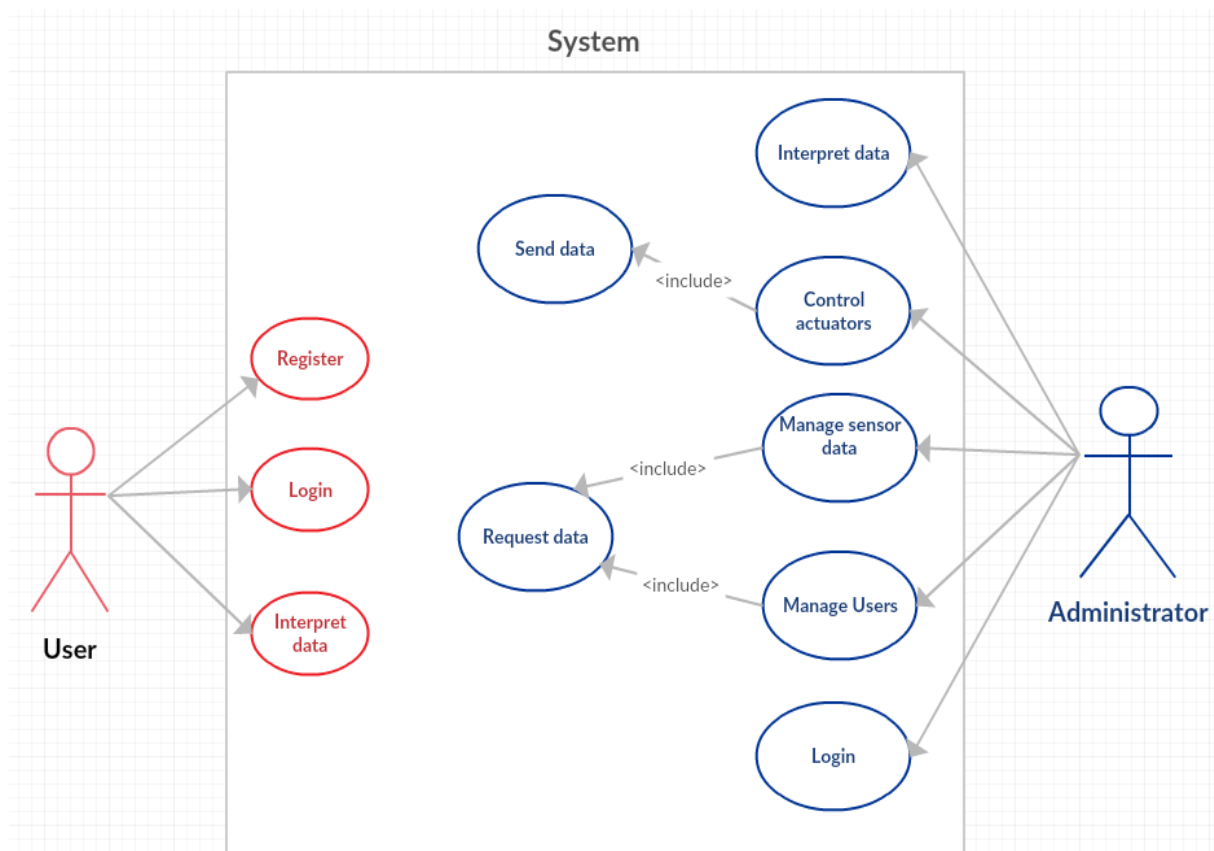 System
Interpret data
Send data
<include>
Control
actuators
Register
Manage sensor
data
<include>
Login
Request data
<include>
Manage Users
Administrator
Interpret
data
User
Login